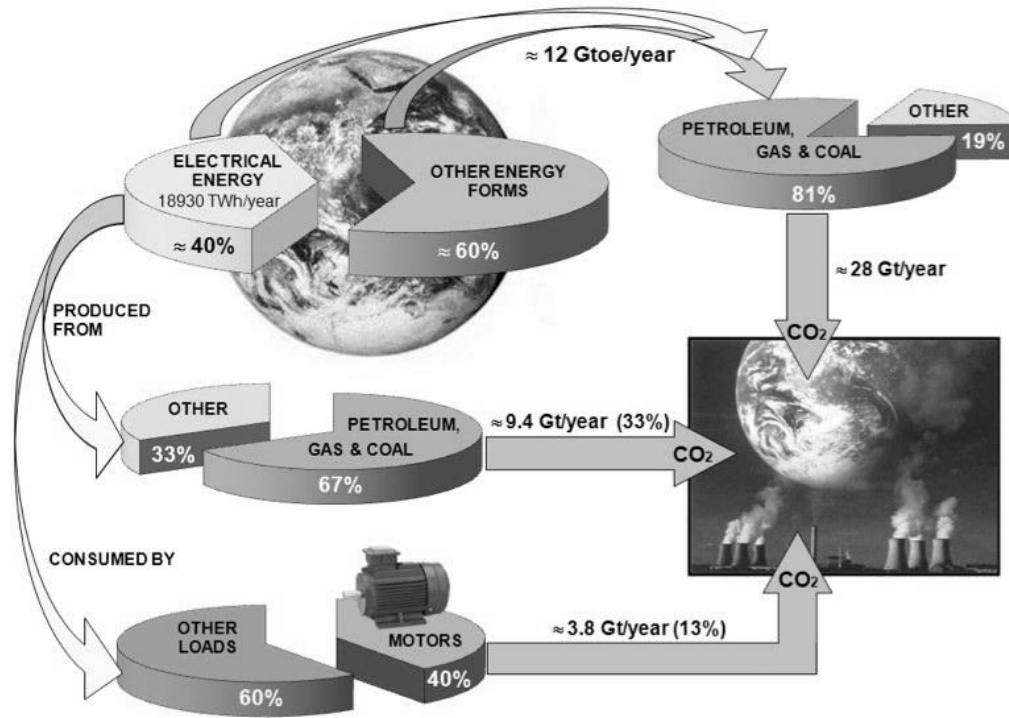 ≈ 12 Gtoe/year
ELECTRICAL
ENERGY
18930 TWh/year
≈ 40%
OTHER ENERGY
FORMS
≈ 60%
PETROLEUM,
GAS & COAL
81%
OTHER
19%
≈ 28 Gt/year
CO₂
PRODUCED
FROM
OTHER
33%
PETROLEUM,
GAS & COAL
67%
≈9.4 Gt/year (33%)
CO₂
CONSUMED BY
OTHER
LOADS
60%
MOTORS
40%
≈3.8 Gt/year (13%)
CO₂